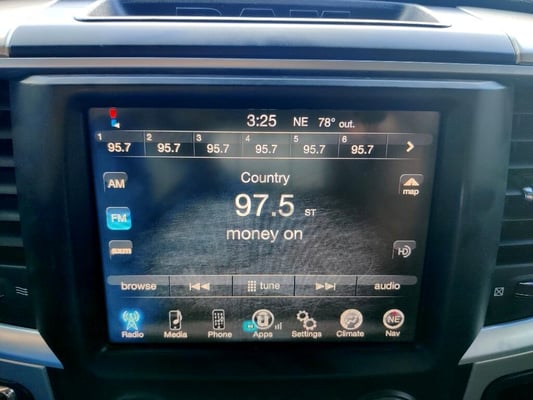 RAM
3:25 NE 78° out.
1 2 3 4 5 6
95.7 95.7 95.7 95.7 95.7 95.7
Country
AM
97.5 ST
map
FM
money on
sxm
HD
browse tune audio
Radio Media Phone Apps Settings Climate Nav
NE